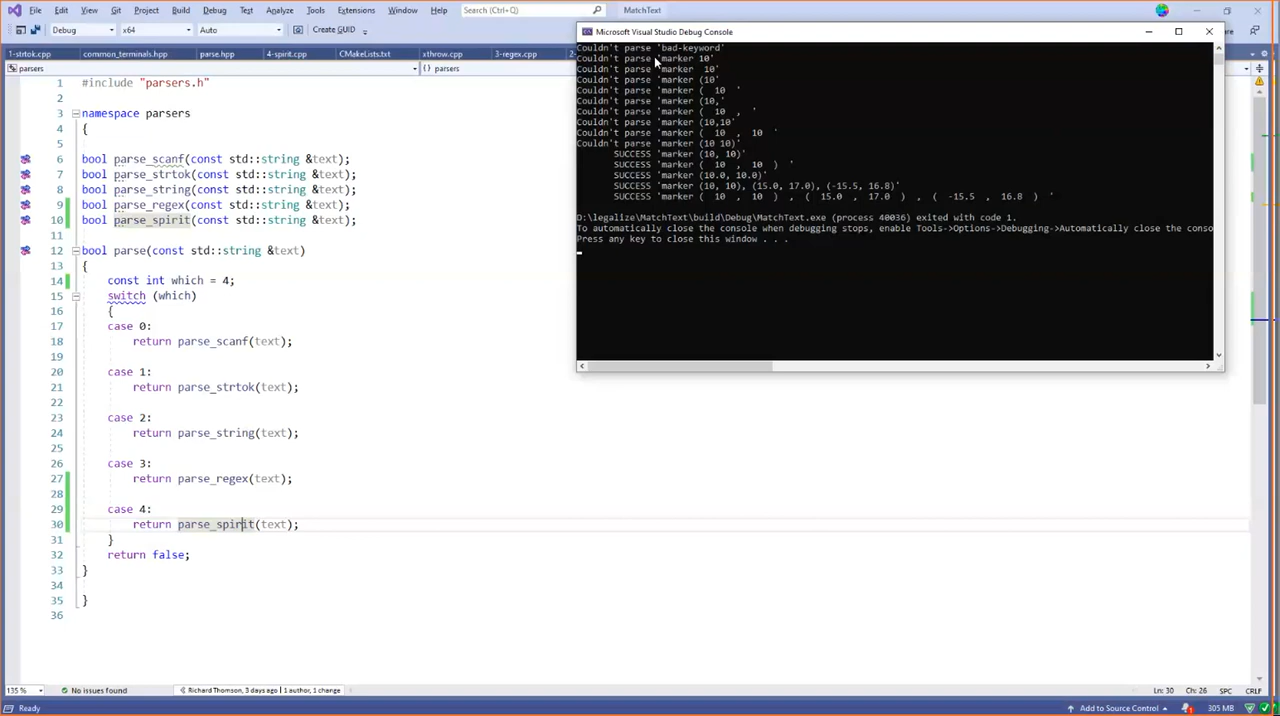 File Edit View Git Project Build Debug Test Analyze Tools Extensions Window Help Search (Ctrl+Q) MatchText
Debug x64 Auto Create GUID
1-strtok.cpp common_terminals.hpp parse.hpp 4-spirit.cpp CMakeLists.txt xthrow.cpp 3-regex.cpp
parsers {} parsers
1 #include "parsers.h"
2
3 namespace parsers
4 {
5
6 bool parse_scanf(const std::string &text);
7 bool parse_strtok(const std::string &text);
8 bool parse_string(const std::string &text);
9 bool parse_regex(const std::string &text);
10 bool parse_spirit(const std::string &text);
11
12 bool parse(const std::string &text)
13 {
14 const int which = 4;
15 switch (which)
16 {
17 case 0:
18 return parse_scanf(text);
19
20 case 1:
21 return parse_strtok(text);
22
23 case 2:
24 return parse_string(text);
25
26 case 3:
27 return parse_regex(text);
28
29 case 4:
30 return parse_spirit(text);
31 }
32 return false;
33 }
34
35 }
36
Microsoft Visual Studio Debug Console
Couldn't parse 'bad-keyword'
Couldn't parse 'marker 10'
Couldn't parse 'marker  10'
Couldn't parse 'marker (10'
Couldn't parse 'marker (  10  '
Couldn't parse 'marker (10,'
Couldn't parse 'marker (  10  ,  '
Couldn't parse 'marker (10,10'
Couldn't parse 'marker (  10  ,  10  '
Couldn't parse 'marker (10 10)'
SUCCESS 'marker (10, 10)'
SUCCESS 'marker (  10  ,  10  )  '
SUCCESS 'marker (10.0, 10.0)'
SUCCESS 'marker (10, 10), (15.0, 17.0), (-15.5, 16.8)'
SUCCESS 'marker (  10  ,  10  )  ,  (  15.0  ,  17.0  )  ,  (  -15.5  ,  16.8  )  '
D:\legalize\MatchText\build\Debug\MatchText.exe (process 40036) exited with code 1.
To automatically close the console when debugging stops, enable Tools->Options->Debugging->Automatically close the conso
Press any key to close this window . . .
135 % No issues found Richard Thomson, 3 days ago | 1 author, 1 change Ln: 30 Ch: 26 SPC CRLF
Ready Add to Source Control 305 MB